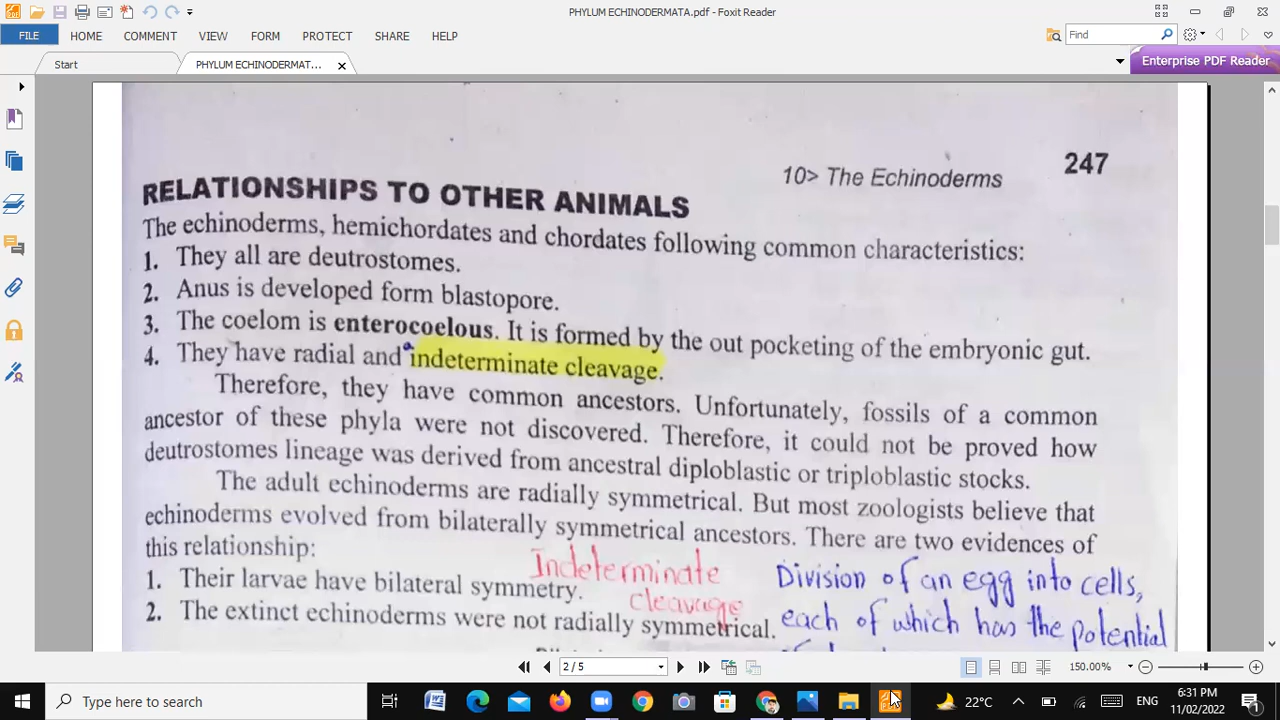 PHYLUM ECHINODERMATA.pdf - Foxit Reader
FILE HOME COMMENT VIEW FORM PROTECT SHARE HELP
Find
Start
PHYLUM ECHINODERMAT...
Enterprise PDF Reader
10> The Echinoderms 247
RELATIONSHIPS TO OTHER ANIMALS
The echinoderms, hemichordates and chordates following common characteristics:
1. They all are deutrostomes.
2. Anus is developed form blastopore.
3. The coelom is enterocoelous. It is formed by the out pocketing of the embryonic gut.
4. They have radial and indeterminate cleavage.
Therefore, they have common ancestors. Unfortunately, fossils of a common
ancestor of these phyla were not discovered. Therefore, it could not be proved how
deutrostomes lineage was derived from ancestral diploblastic or triploblastic stocks.
The adult echinoderms are radially symmetrical. But most zoologists believe that
echinoderms evolved from bilaterally symmetrical ancestors. There are two evidences of
this relationship:
1. Their larvae have bilateral symmetry.
2. The extinct echinoderms were not radially symmetrical.
Indeterminate
cleavage
Division of an egg into cells,
each of which has the potential
2 / 5
150.00%
Type here to search
22°C
ENG
6:31 PM
11/02/2022